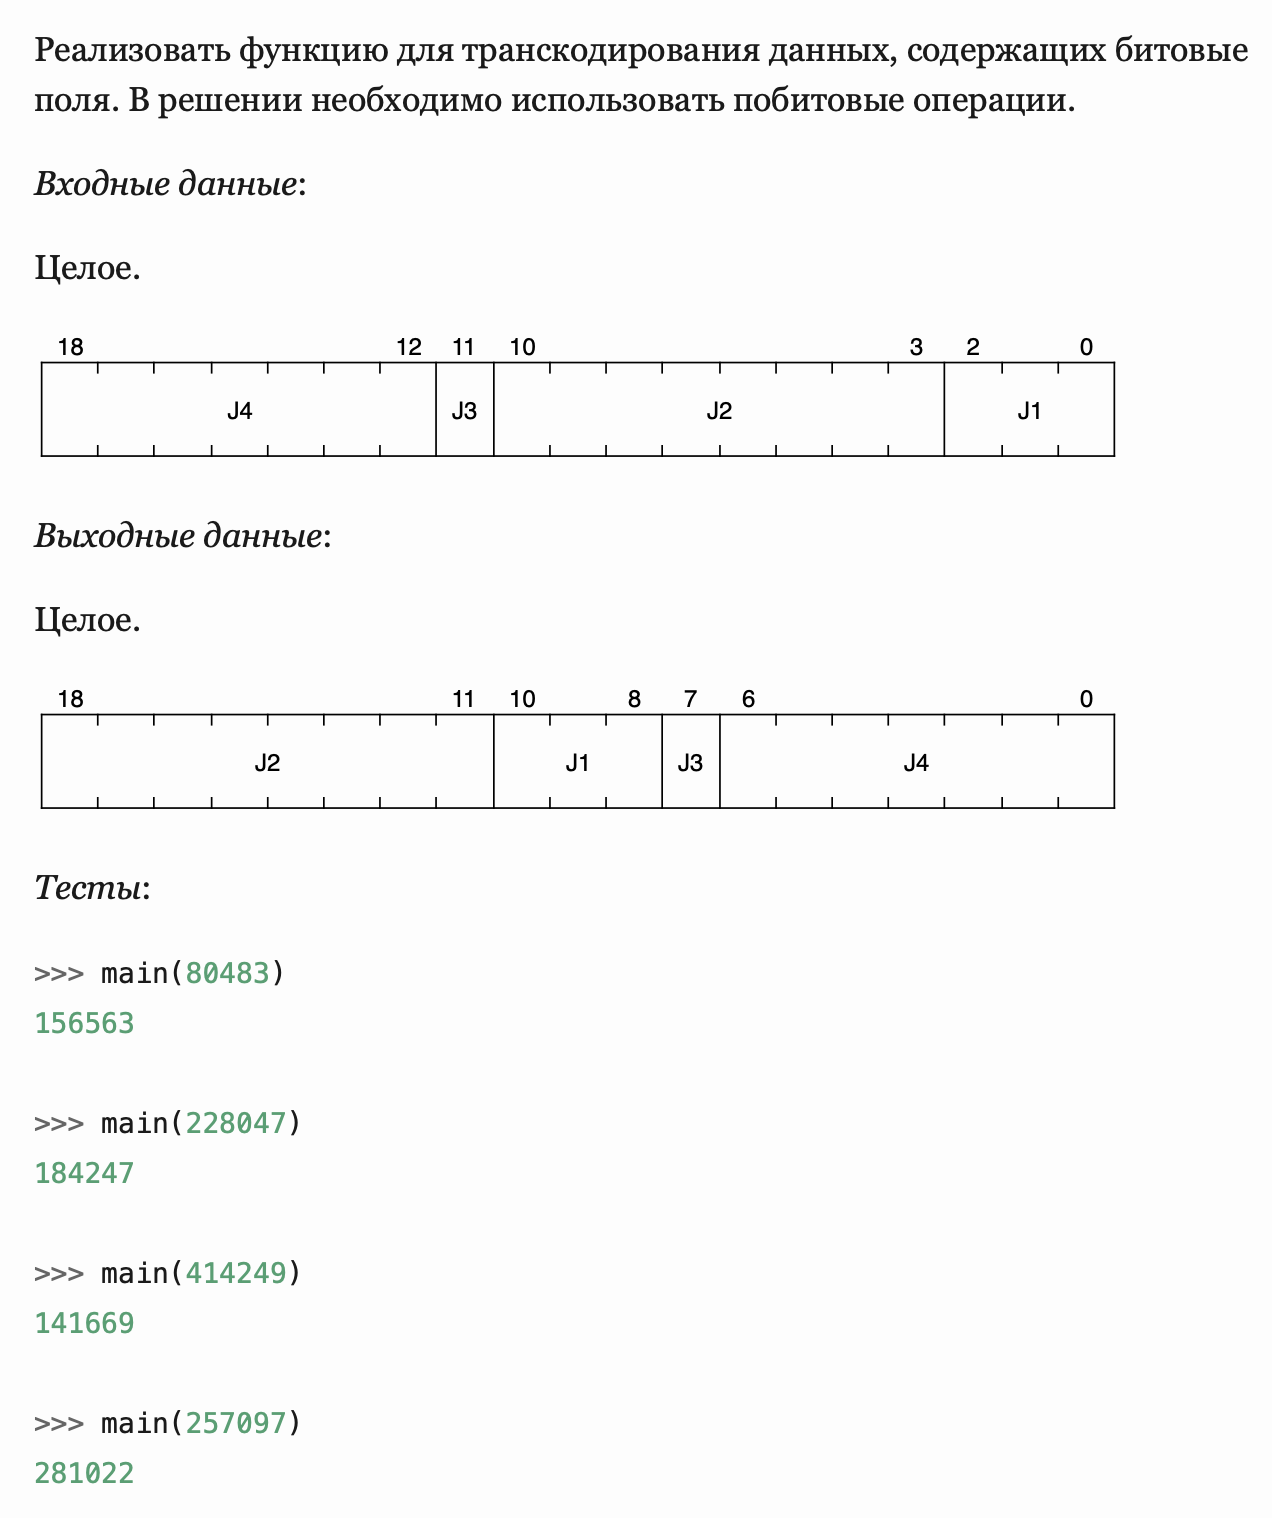 Реализовать функцию для транскодирования данных, содержащих битовые
поля. В решении необходимо использовать побитовые операции.
Входные данные:
Целое.
18 12 11 10 3 2 0
J4 J3 J2 J1
Выходные данные:
Целое.
18 11 10 8 7 6 0
J2 J1 J3 J4
Тесты:
>>> main(80483)
156563
>>> main(228047)
184247
>>> main(414249)
141669
>>> main(257097)
281022